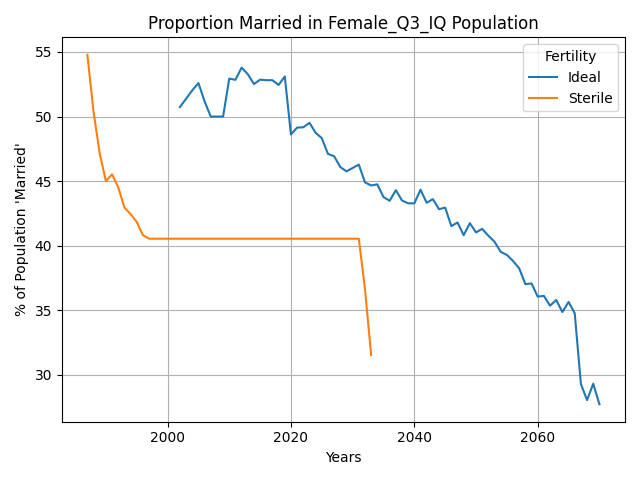 Proportion Married in Female_Q3_IQ Population
Fertility
Ideal
Sterile
% of Population 'Married'
55
50
45
40
35
30
2000
2020
2040
2060
Years